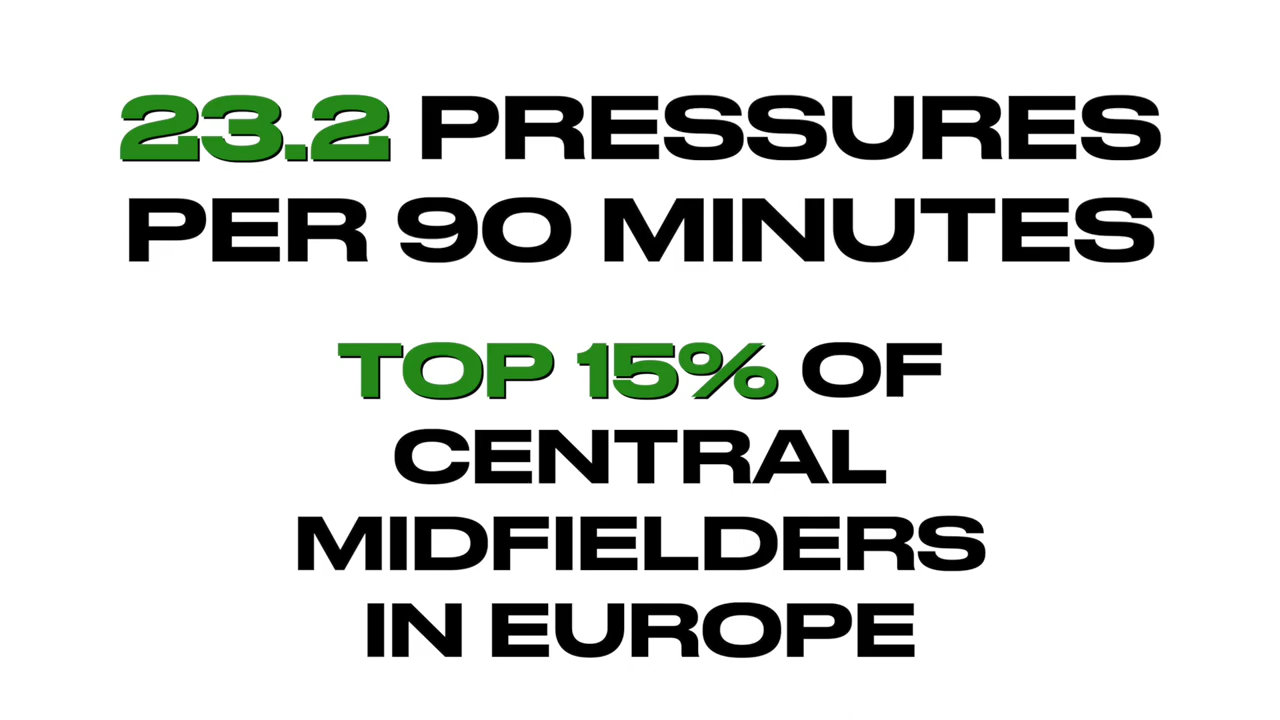 23.2 PRESSURES
PER 90 MINUTES
TOP 15% OF
CENTRAL
MIDFIELDERS
IN EUROPE